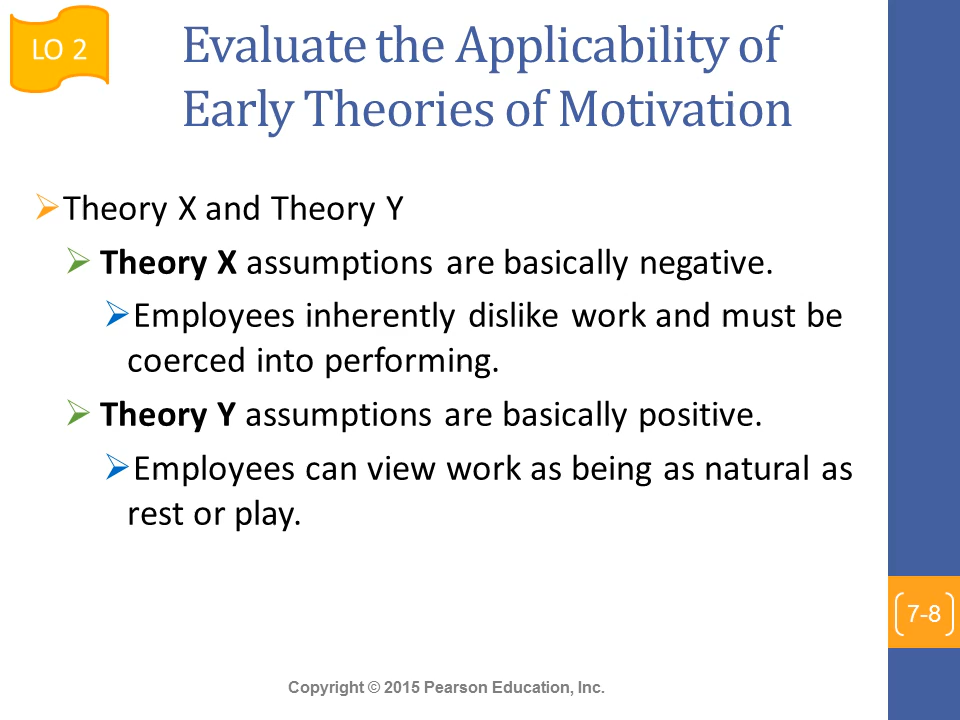 LO 2
Evaluate the Applicability of
Early Theories of Motivation
Theory X and Theory Y
Theory X assumptions are basically negative.
Employees inherently dislike work and must be
coerced into performing.
Theory Y assumptions are basically positive.
Employees can view work as being as natural as
rest or play.
7-8
Copyright © 2015 Pearson Education, Inc.